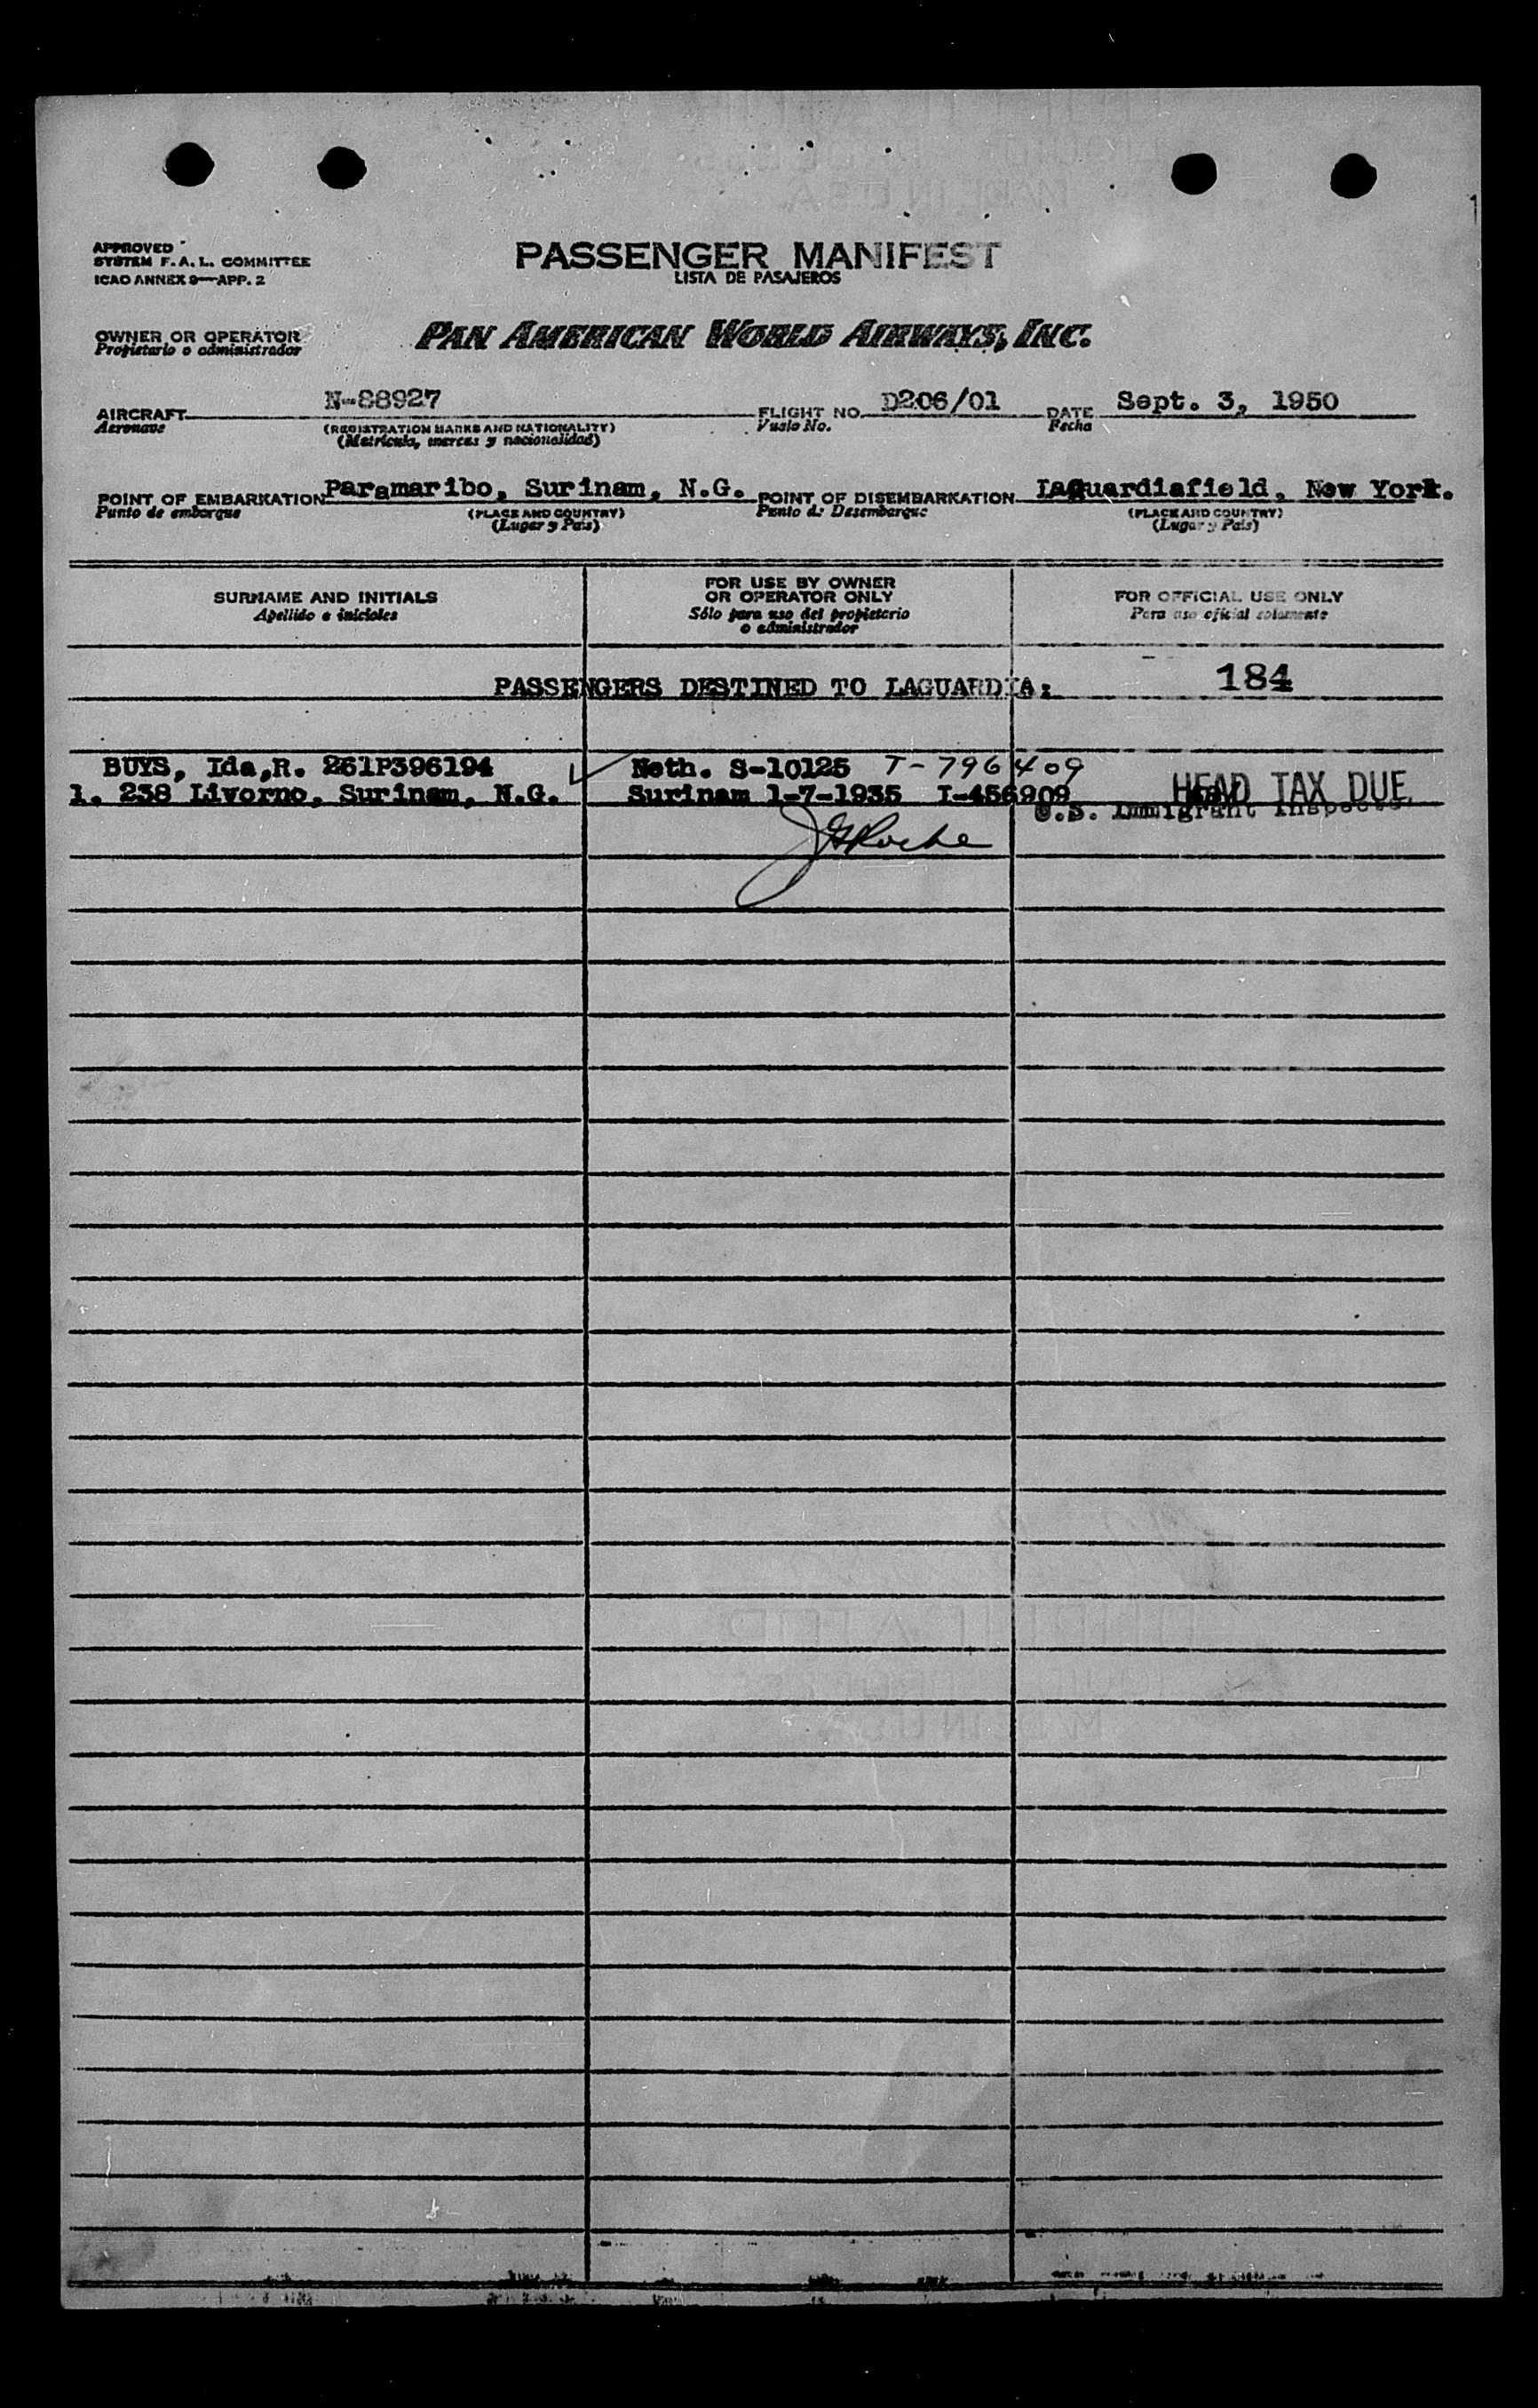 APPROVED
SYSTEM F.A.L. COMMITTEE
ICAO ANNEX 9—APP. 2
PASSENGER MANIFEST
LISTA DE PASAJEROS
OWNER OR OPERATOR
Propietario o administrador
PAN AMERICAN WORLD AIRWAYS, INC.
AIRCRAFT N-88927 FLIGHT NO. D206/01 DATE Sept. 3, 1950
Aeronave (REGISTRATION MARKS AND NATIONALITY) Vuelo No. Fecha
(Matrícula, marcas y nacionalidad)
POINT OF EMBARKATION Paramaribo, Surinam, N.G. POINT OF DISEMBARKATION LaGuardiafield, New York.
Punto de embarque (PLACE AND COUNTRY) Punto de Desembarque (PLACE AND COUNTRY)
(Lugar y País) (Lugar y País)
SURNAME AND INITIALS
Apellido e iniciales
FOR USE BY OWNER
OR OPERATOR ONLY
Sólo para uso del propietario
o administrador
FOR OFFICIAL USE ONLY
Para uso oficial solamente
PASSENGERS DESTINED TO LAGUARDIA: 184
BUYS, Ida,R. 261P396194 ✓ Neth. S-10125 T-796409
1. 238 Livorno, Surinam, N.G. Surinam 1-7-1935 I-456909 HEAD TAX DUE
U.S. Immigrant Inspector
JHRoche